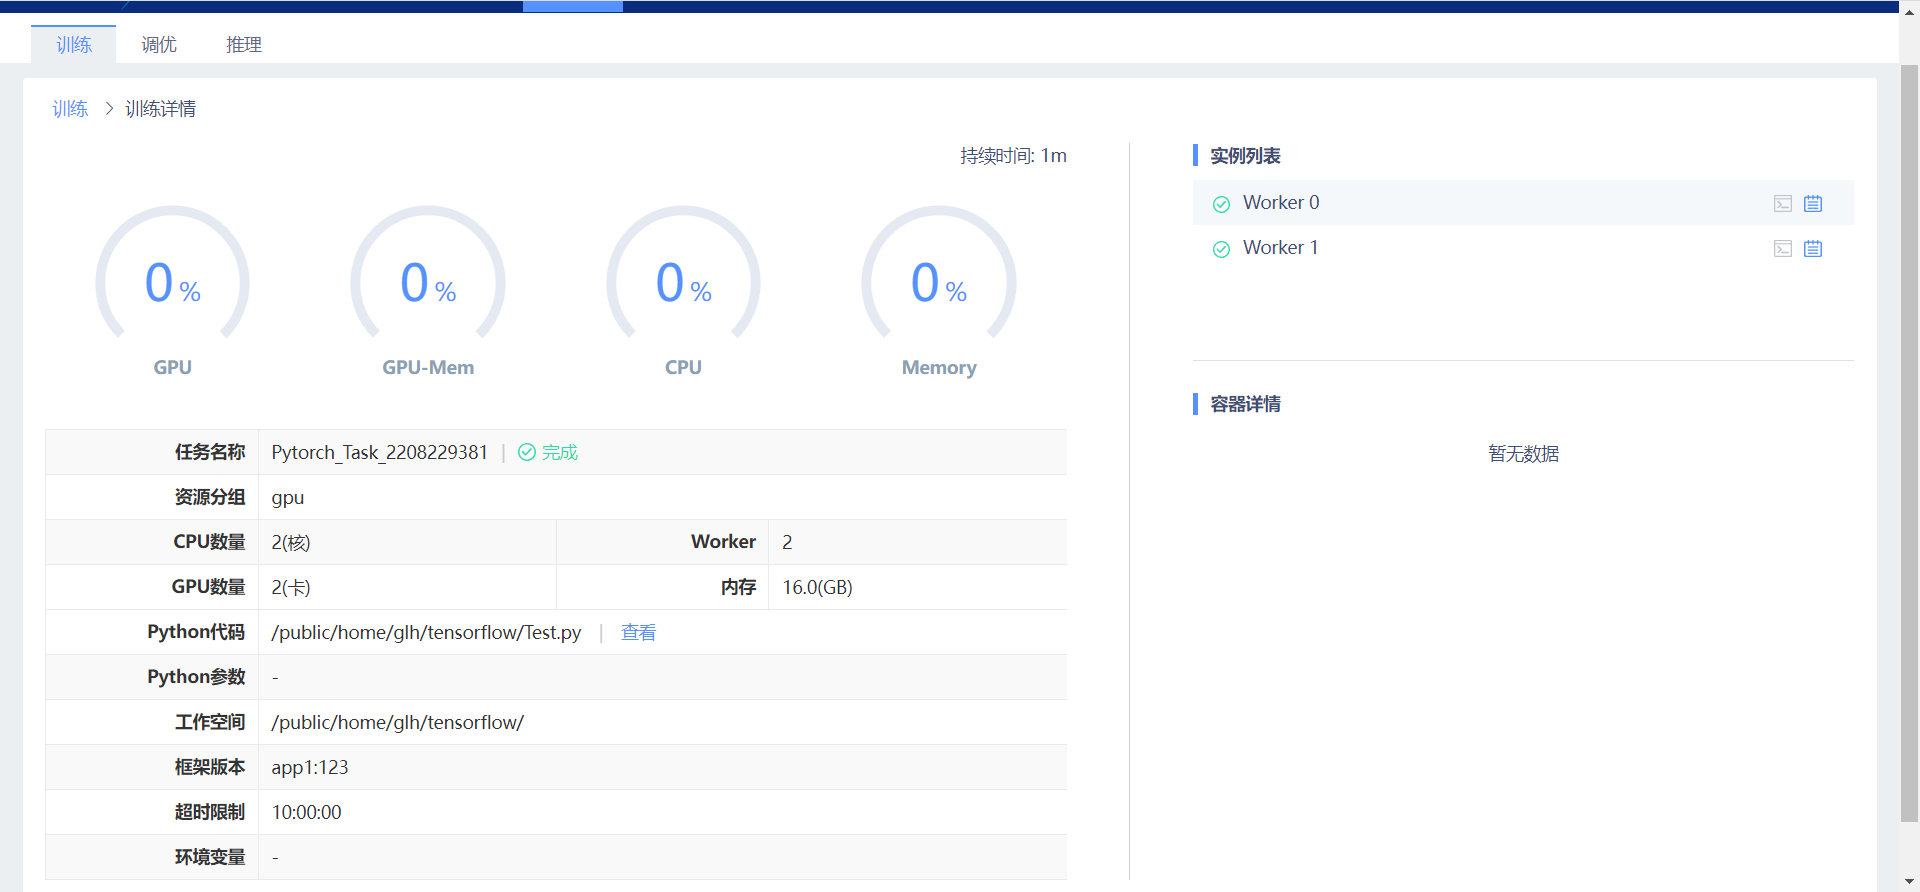 训练 调优 推理
训练 > 训练详情
持续时间: 1m
0 % 0 % 0 % 0 %
GPU GPU-Mem CPU Memory
任务名称 Pytorch_Task_2208229381 | 完成
资源分组 gpu
CPU数量 2(核) Worker 2
GPU数量 2(卡) 内存 16.0(GB)
Python代码 /public/home/glh/tensorflow/Test.py | 查看
Python参数 -
工作空间 /public/home/glh/tensorflow/
框架版本 app1:123
超时限制 10:00:00
环境变量 -
实例列表
Worker 0
Worker 1
容器详情
暂无数据